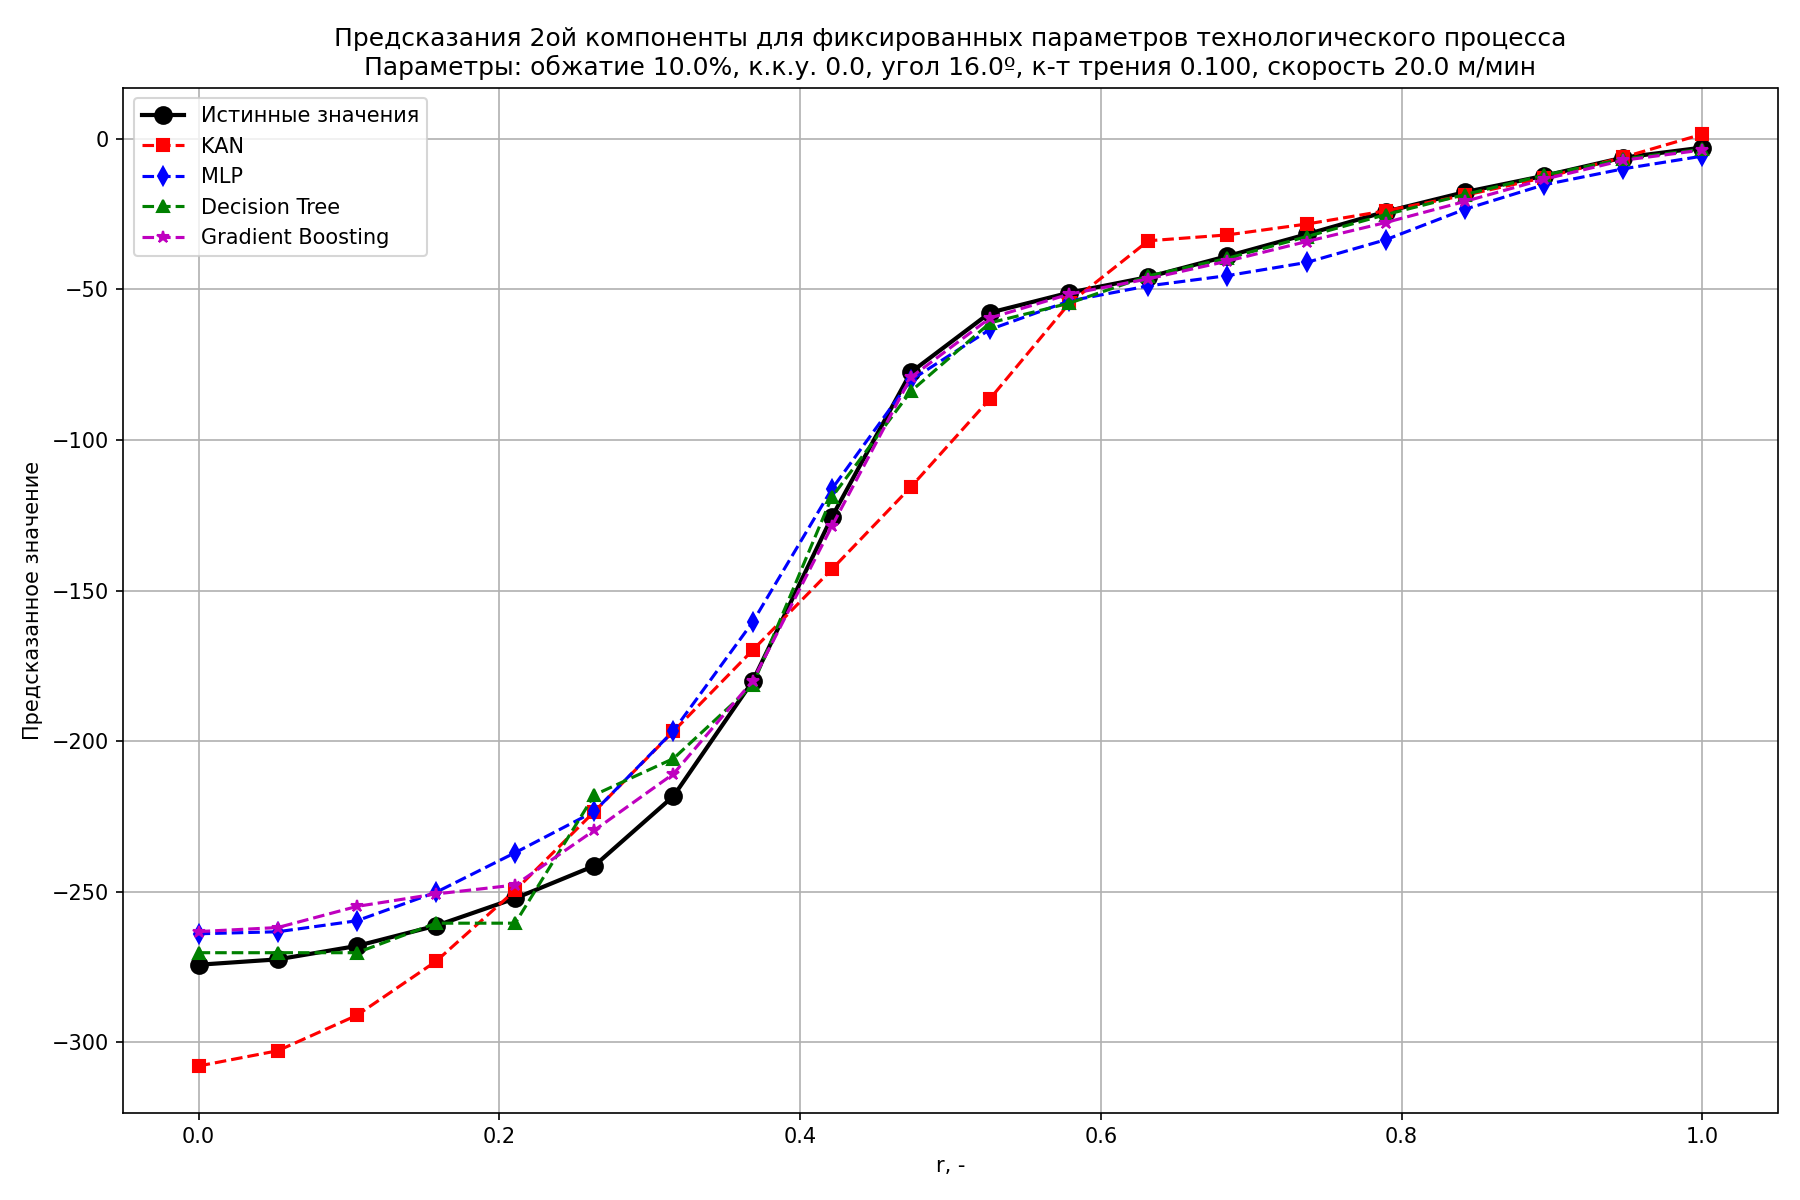 Предсказания 2ой компоненты для фиксированных параметров технологического процесса
Параметры: обжатие 10.0%, к.к.у. 0.0, угол 16.0º, к-т трения 0.100, скорость 20.0 м/мин
Истинные значения
KAN
MLP
Decision Tree
Gradient Boosting
Предсказанное значение
0
−50
−100
−150
−200
−250
−300
0.0
0.2
0.4
0.6
0.8
1.0
r, -